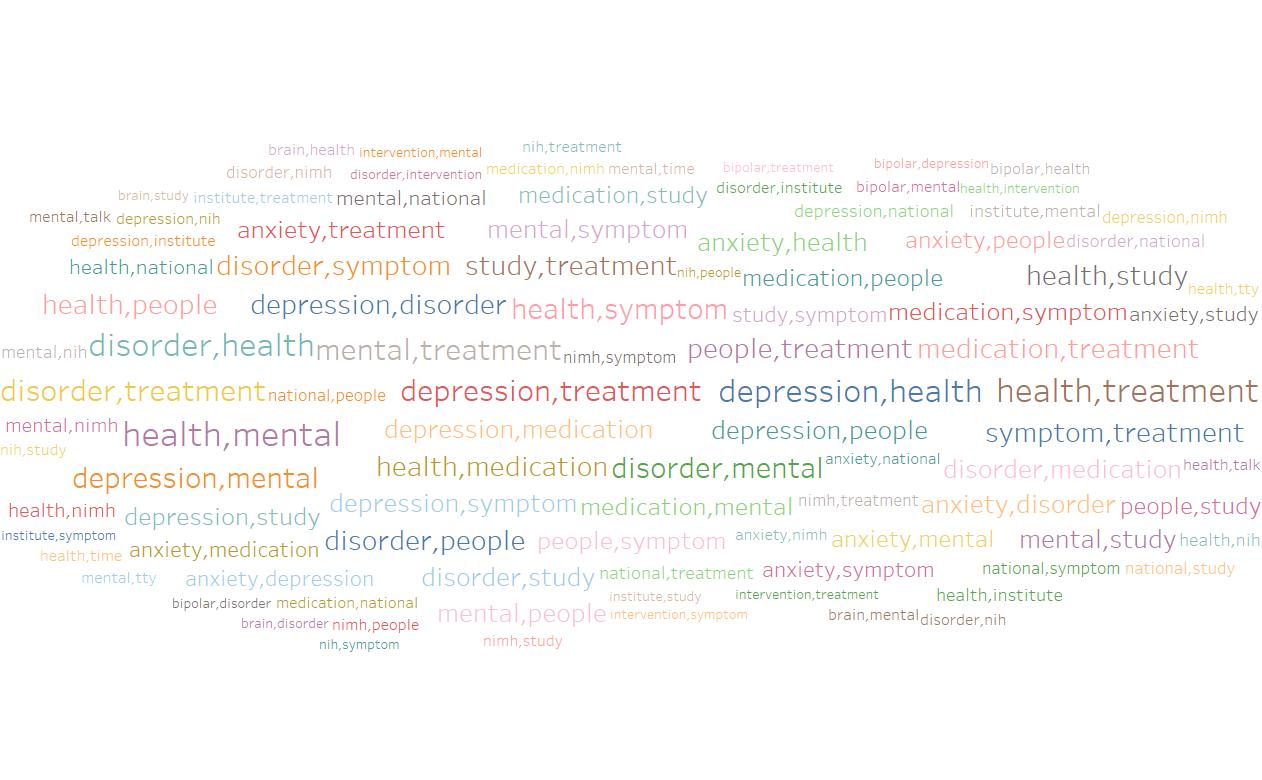 brain,health intervention,mental nih,treatment
disorder,nimh disorder,intervention medication,nimh mental,time bipolar,treatment bipolar,depression bipolar,health
brain,study institute,treatment mental,national medication,study disorder,institute bipolar,mental health,intervention
mental,talk depression,nih anxiety,treatment mental,symptom depression,national institute,mental depression,nimh
depression,institute anxiety,health anxiety,people disorder,national
health,national disorder,symptom study,treatment nih,people medication,people health,study health,tty
health,people depression,disorder health,symptom study,symptom medication,symptom anxiety,study
mental,nih disorder,health mental,treatment nimh,symptom people,treatment medication,treatment
disorder,treatment national,people depression,treatment depression,health health,treatment
mental,nimh health,mental depression,medication depression,people symptom,treatment
nih,study
depression,mental health,medication disorder,mental anxiety,national disorder,medication health,talk
health,nimh depression,study depression,symptom medication,mental nimh,treatment anxiety,disorder people,study
institute,symptom anxiety,medication disorder,people people,symptom anxiety,nimh anxiety,mental mental,study health,nih
health,time
mental,tty anxiety,depression disorder,study national,treatment anxiety,symptom national,symptom national,study
bipolar,disorder medication,national mental,people institute,study intervention,treatment health,institute
brain,disorder nimh,people intervention,symptom brain,mental disorder,nih
nih,symptom nimh,study